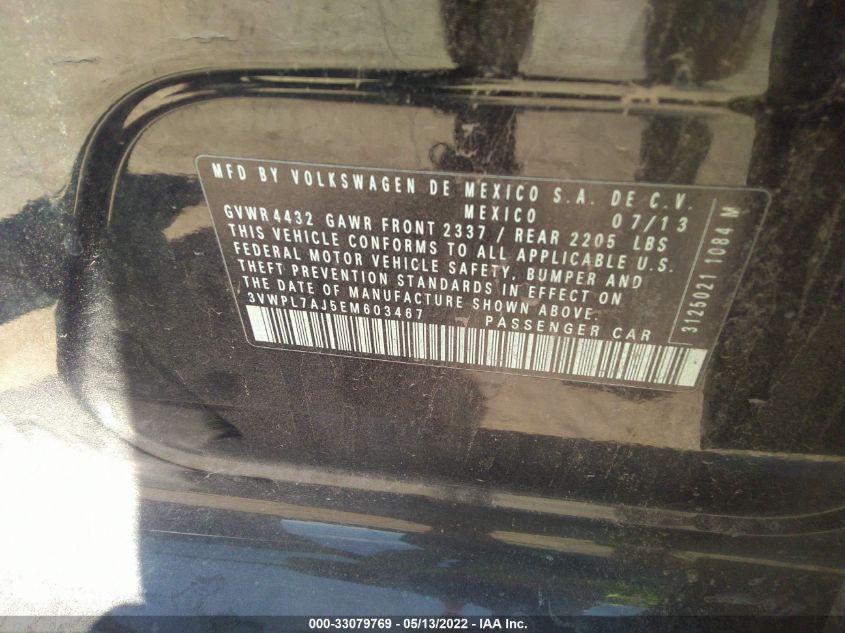 MFD BY VOLKSWAGEN DE MEXICO S.A. DE C.V.
MEXICO 07/13
GVWR 4432 GAWR FRONT 2337 / REAR 2205 LBS
THIS VEHICLE CONFORMS TO ALL APPLICABLE U.S.
FEDERAL MOTOR VEHICLE SAFETY, BUMPER AND
THEFT PREVENTION STANDARDS IN EFFECT ON
THE DATE OF MANUFACTURE SHOWN ABOVE.
3VWPL7AJ5EM603467 PASSENGER CAR
3125021 1084 M
000-33079769 - 05/13/2022 - IAA Inc.